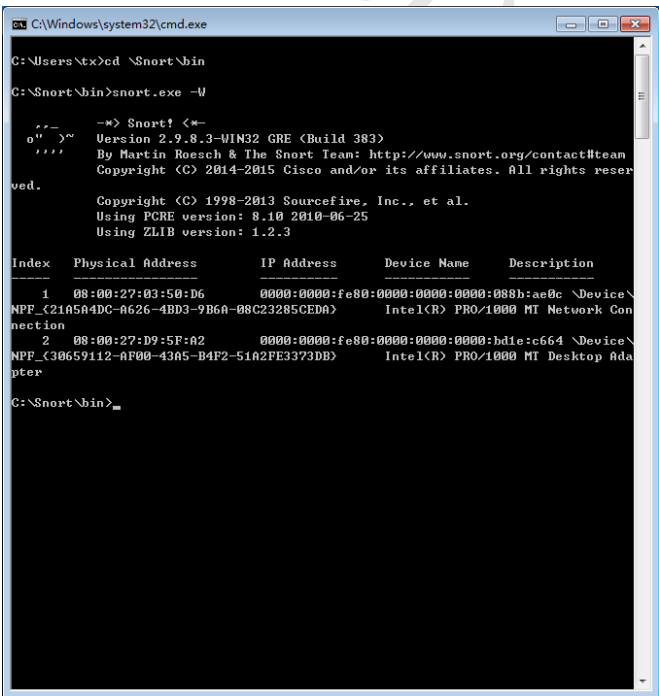 C:\Windows\system32\cmd.exe
C:\Users\tx>cd \Snort\bin
C:\Snort\bin>snort.exe -W
,,_     -*> Snort! <*-
o"  )~   Version 2.9.8.3-WIN32 GRE (Build 383)
''''    By Martin Roesch & The Snort Team: http://www.snort.org/contact#team
Copyright (C) 2014-2015 Cisco and/or its affiliates. All rights reser
ved.
Copyright (C) 1998-2013 Sourcefire, Inc., et al.
Using PCRE version: 8.10 2010-06-25
Using ZLIB version: 1.2.3
Index   Physical Address        IP Address      Device Name     Description
-----   ----------------        ----------      -----------     -----------
1   08:00:27:03:50:D6       0000:0000:fe80:0000:0000:0000:088b:ae0c \Device\
NPF_{21A5A4DC-A626-4BD3-9B6A-08C23285CEDA}      Intel(R) PRO/1000 MT Network Con
nection
2   08:00:27:D9:5F:A2       0000:0000:fe80:0000:0000:0000:bd1e:c664 \Device\
NPF_{30659112-AF00-43A5-B4F2-51A2FE3373DB}      Intel(R) PRO/1000 MT Desktop Ada
pter
C:\Snort\bin>_